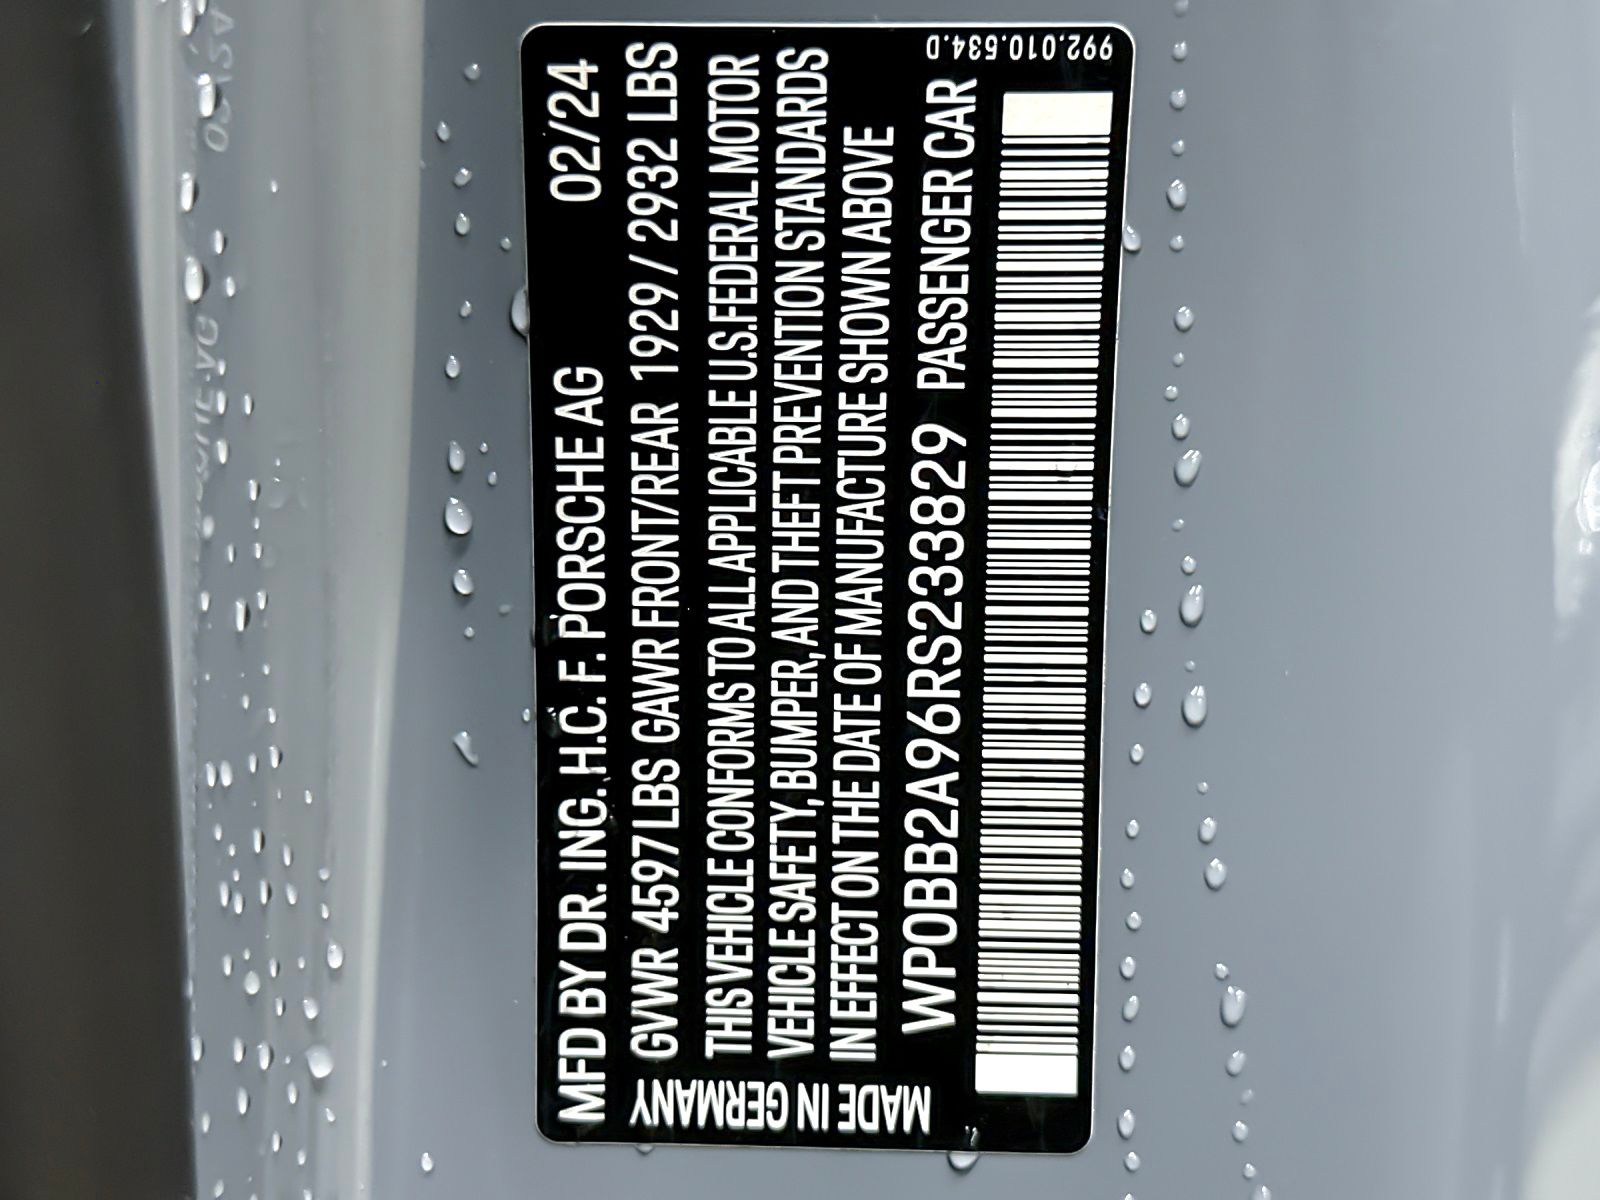 MFD BY DR. ING. H.C. F. PORSCHE AG 02/24
GVWR 4597 LBS GAWR FRONT/REAR 1929 / 2932 LBS
THIS VEHICLE CONFORMS TO ALL APPLICABLE U.S. FEDERAL MOTOR
VEHICLE SAFETY, BUMPER, AND THEFT PREVENTION STANDARDS
IN EFFECT ON THE DATE OF MANUFACTURE SHOWN ABOVE
WP0BB2A96RS233829 PASSENGER CAR
MADE IN GERMANY
992.010.534.D